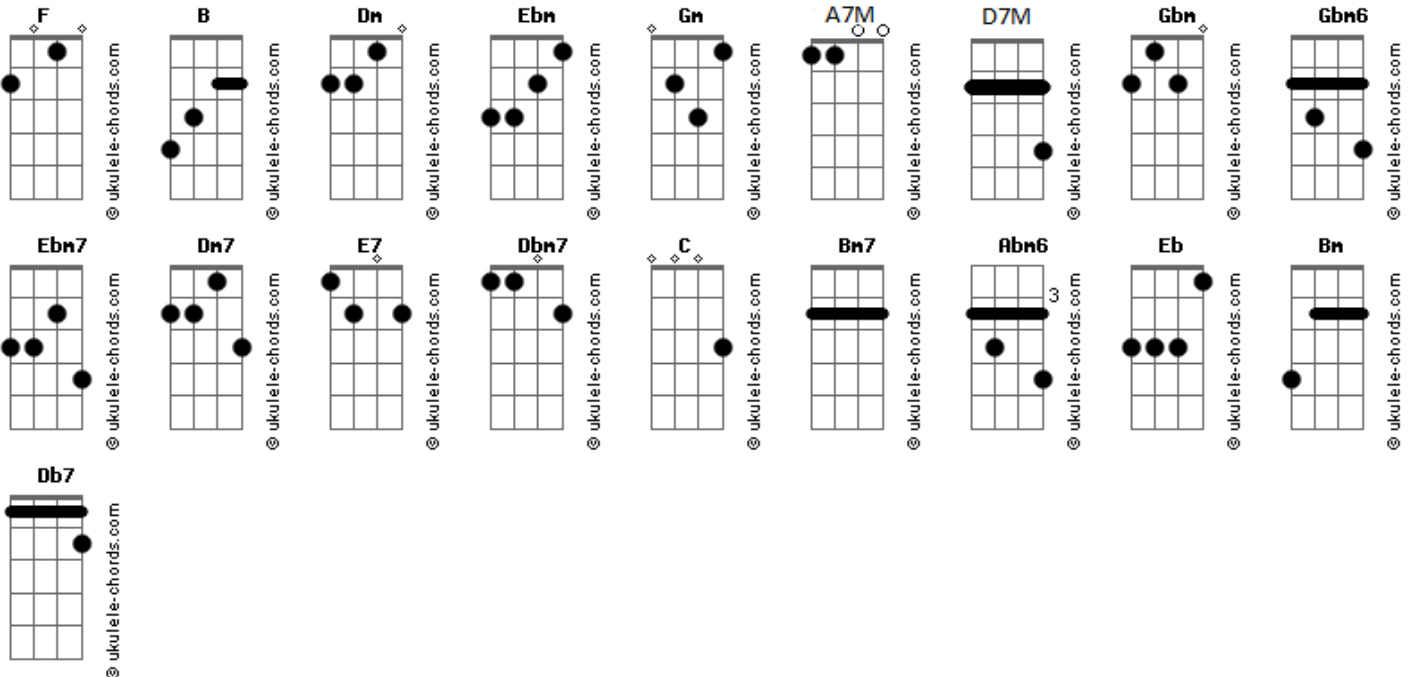 F B Dm Ebm Gm A7M D7M Gbm Gbm6
© ukulele-chords.com © ukulele-chords.com © ukulele-chords.com © ukulele-chords.com © ukulele-chords.com © ukulele-chords.com © ukulele-chords.com © ukulele-chords.com © ukulele-chords.com
Ebm7 Dm7 E7 Dbm7 C Bm7 Abm6 Eb Bm
3
© ukulele-chords.com © ukulele-chords.com © ukulele-chords.com © ukulele-chords.com © ukulele-chords.com © ukulele-chords.com © ukulele-chords.com © ukulele-chords.com © ukulele-chords.com
Db7
© ukulele-chords.com